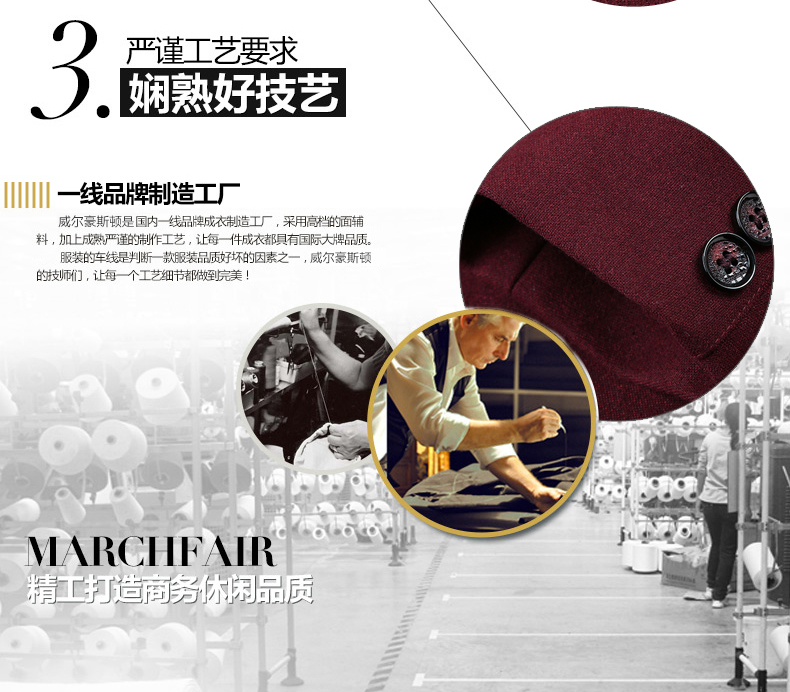 3.
严谨工艺要求
娴熟好技艺
一线品牌制造工厂
威尔豪斯顿是国内一线品牌成衣制造工厂，采用高档的面辅
料，加上成熟严谨的制作工艺，让每一件成衣都具有国际大牌品质。
服装的车线是判断一款服装品质好坏的因素之一，威尔豪斯顿
的技师们，让每一个工艺细节都做到完美！
MARCHFAIR
精工打造商务休闲品质